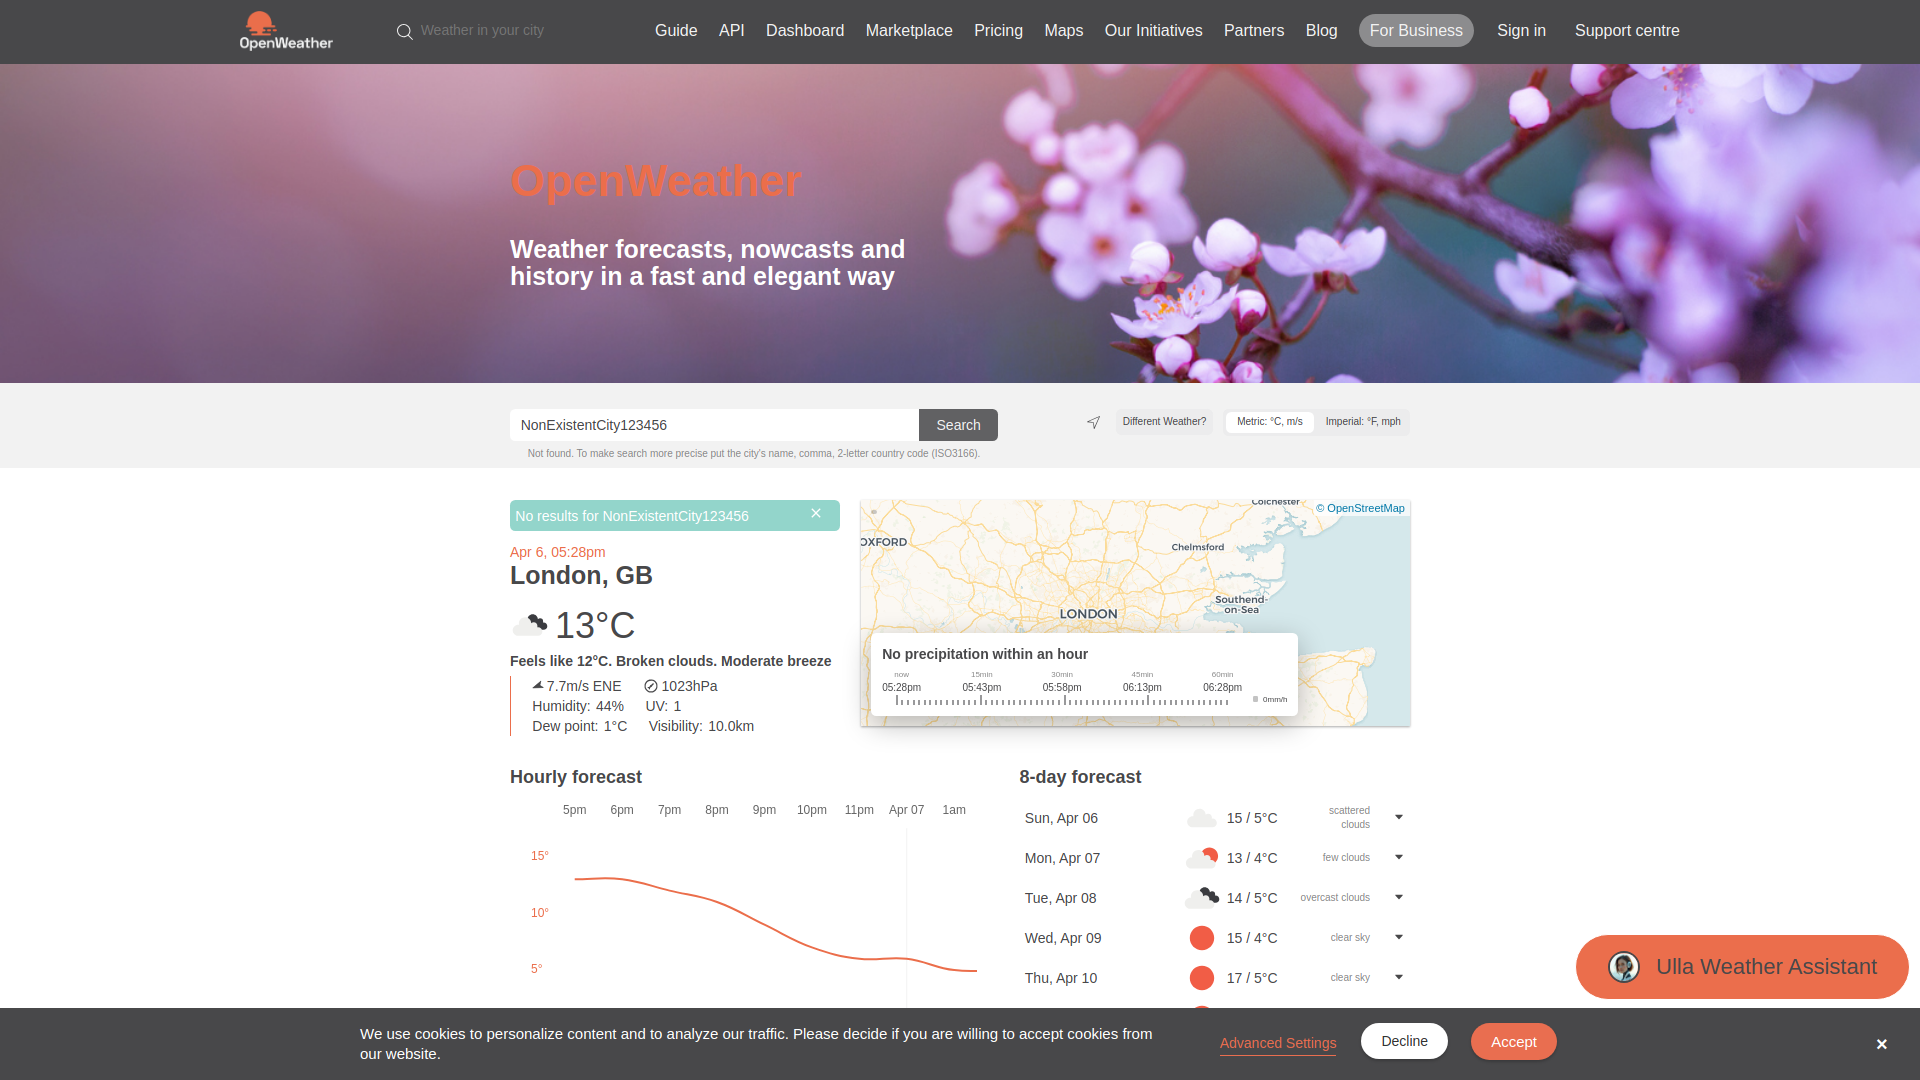 OpenWeather
Weather in your city
Guide
API
Dashboard
Marketplace
Pricing
Maps
Our Initiatives
Partners
Blog
For Business
Sign in
Support centre
OpenWeather
Weather forecasts, nowcasts and
history in a fast and elegant way
NonExistentCity123456
Search
Not found. To make search more precise put the city's name, comma, 2-letter country code (ISO3166).
Different Weather?
Metric: °C, m/s
Imperial: °F, mph
No results for NonExistentCity123456
×
Apr 6, 05:28pm
London, GB
13°C
Feels like 12°C. Broken clouds. Moderate breeze
7.7m/s ENE 1023hPa
Humidity: 44% UV: 1
Dew point: 1°C Visibility: 10.0km
Colchester
© OpenStreetMap
OXFORD
Chelmsford
Southend-
on-Sea
LONDON
No precipitation within an hour
now 15min 30min 45min 60min
05:28pm 05:43pm 05:58pm 06:13pm 06:28pm
0mm/h
Hourly forecast
5pm 6pm 7pm 8pm 9pm 10pm 11pm Apr 07 1am
15°
10°
5°
8-day forecast
Sun, Apr 06 15 / 5°C scattered
clouds
Mon, Apr 07 13 / 4°C few clouds
Tue, Apr 08 14 / 5°C overcast clouds
Wed, Apr 09 15 / 4°C clear sky
Thu, Apr 10 17 / 5°C clear sky
Ulla Weather Assistant
We use cookies to personalize content and to analyze our traffic. Please decide if you are willing to accept cookies from
our website.
Advanced Settings
Decline
Accept
×